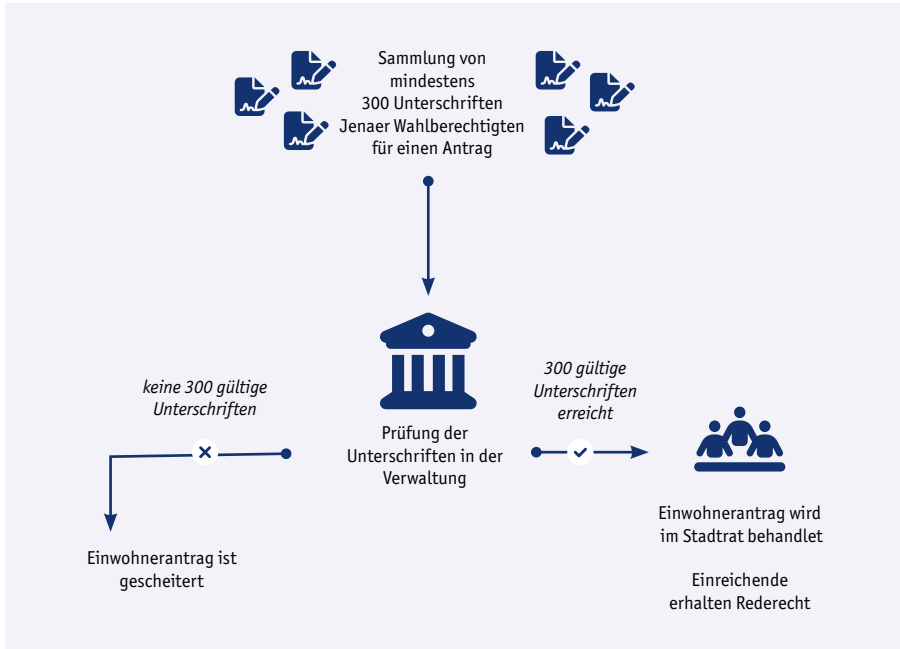 Sammlung von
mindestens
300 Unterschriften
Jenaer Wahlberechtigten
für einen Antrag
keine 300 gültige
Unterschriften
Prüfung der
Unterschriften in der
Verwaltung
300 gültige
Unterschriften
erreicht
Einwohnerantrag ist
gescheitert
Einwohnerantrag wird
im Stadtrat behandlet
Einreichende
erhalten Rederecht